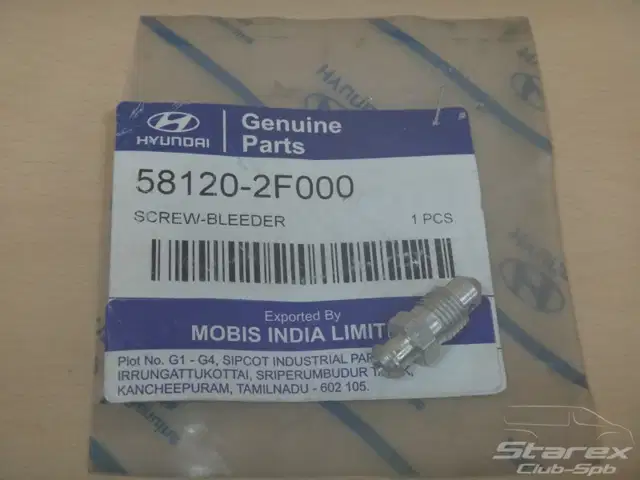 HYUNDAI
Genuine
Parts
58120-2F000
SCREW-BLEEDER 1 PCS
Exported By
MOBIS INDIA LIMIT
Plot No. G1 - G4, SIPCOT INDUSTRIAL PAR
IRRUNGATTUKOTTAI, SRIPERUMBUDUR T
KANCHEEPURAM, TAMILNADU - 602 105.
HYUNDAI
Starex
Club-Spb